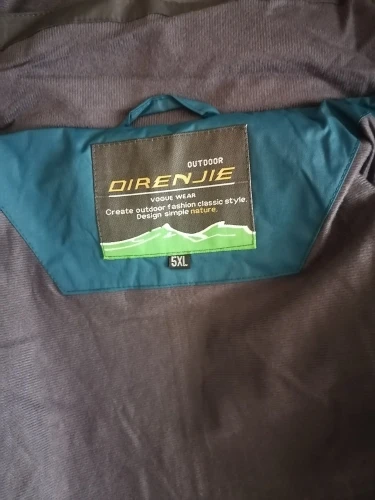 OUTDOOR
DIRENJIE
VOGUE WEAR
Create outdoor fashion classic style.
Design simple nature.
5XL